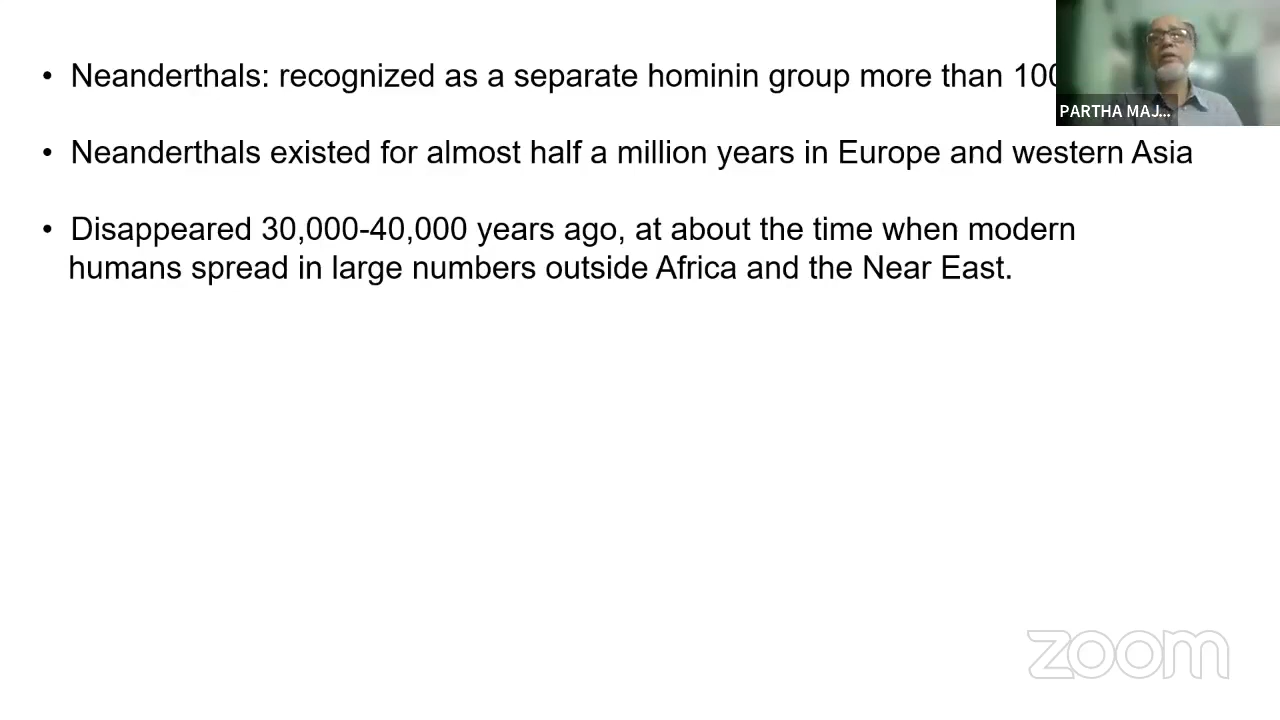 • Neanderthals: recognized as a separate hominin group more than 100
PARTHA MAJ...
• Neanderthals existed for almost half a million years in Europe and western Asia
• Disappeared 30,000-40,000 years ago, at about the time when modern
humans spread in large numbers outside Africa and the Near East.
zoom